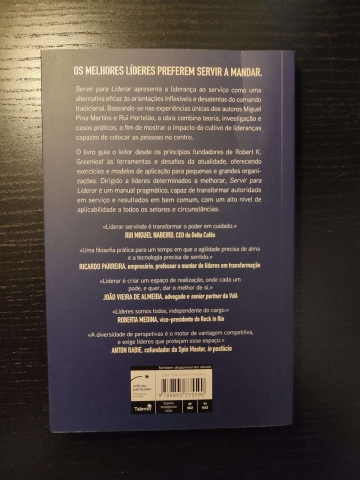 OS MELHORES LÍDERES PREFEREM SERVIR A MANDAR.
Servir para Liderar apresenta a liderança ao serviço como uma
alternativa eficaz às orientações inflexíveis e desatentas do comando
tradicional. Baseando-se nas experiências únicas dos autores Miguel
Pina Martins e Rui Hortelão, a obra combina teoria, investigação e
casos práticos, a fim de mostrar o impacto do cultivo de lideranças
capazes de colocar as pessoas no centro.
O livro guia o leitor desde os princípios fundadores de Robert K.
Greenleaf às ferramentas e desafios da atualidade, oferecendo
exercícios e modelos de aplicação para pequenas e grandes organi-
zações. Dirigido a líderes determinados a melhorar, Servir para
Liderar é um manual pragmático, capaz de transformar autoridade
em serviço e resultados em bem comum, com um alto nível de
aplicabilidade a todos os setores e circunstâncias.
«Liderar servindo é transformar o poder em cuidado.»
RUI MIGUEL NABEIRO, CEO da Delta Cafés
«Uma filosofia prática para um tempo em que a agilidade precisa de alma
e a tecnologia precisa de sentido.»
RICARDO PARREIRA, empresário, professor e mentor de líderes em transformação
«Liderar é criar um espaço de realização, onde cada um
pode, e quer, dar o melhor de si.»
JOÃO VIEIRA DE ALMEIDA, advogado e senior partner da VdA
«Líderes somos todos, independente do cargo.»
ROBERTA MEDINA, vice-presidente do Rock in Rio
«A diversidade de perspetivas é o motor de vantagem competitiva,
e exige líderes que protejam esse espaço.»
ANTON RABIE, cofundador da Spin Master, in posfácio
Também disponível em ebook
infinito
particular
Talento